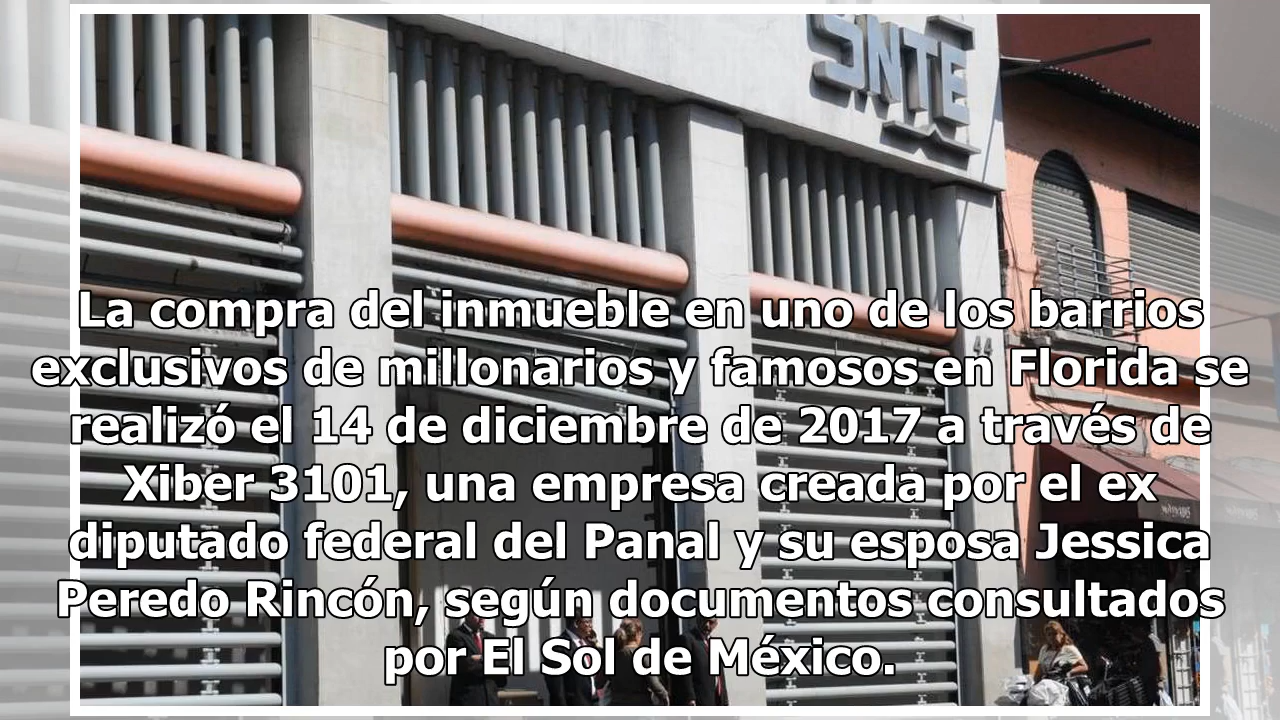 SNTE
44
La compra del inmueble en uno de los barrios
exclusivos de millonarios y famosos en Florida se
realizó el 14 de diciembre de 2017 a través de
Xiber 3101, una empresa creada por el ex
diputado federal del Panal y su esposa Jessica
Peredo Rincón, según documentos consultados
por El Sol de México.